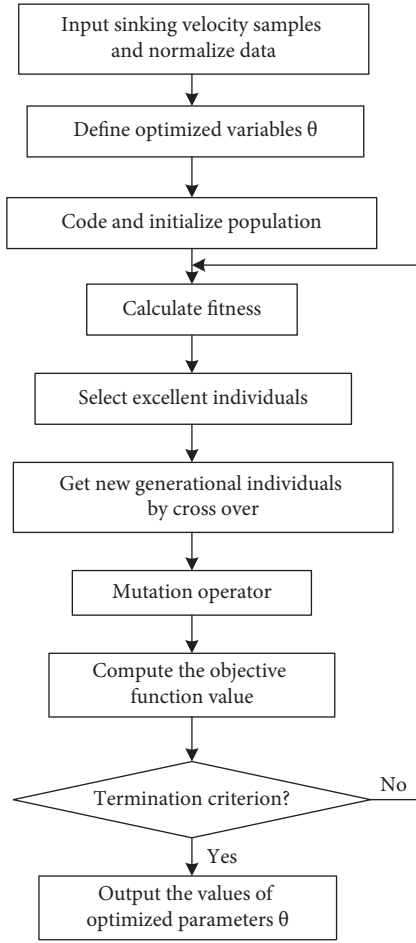 Input sinking velocity samples
and normalize data
Define optimized variables θ
Code and initialize population
Calculate fitness
Select excellent individuals
Get new generational individuals
by cross over
Mutation operator
Compute the objective
function value
Termination criterion?
No
Yes
Output the values of
optimized parameters θ